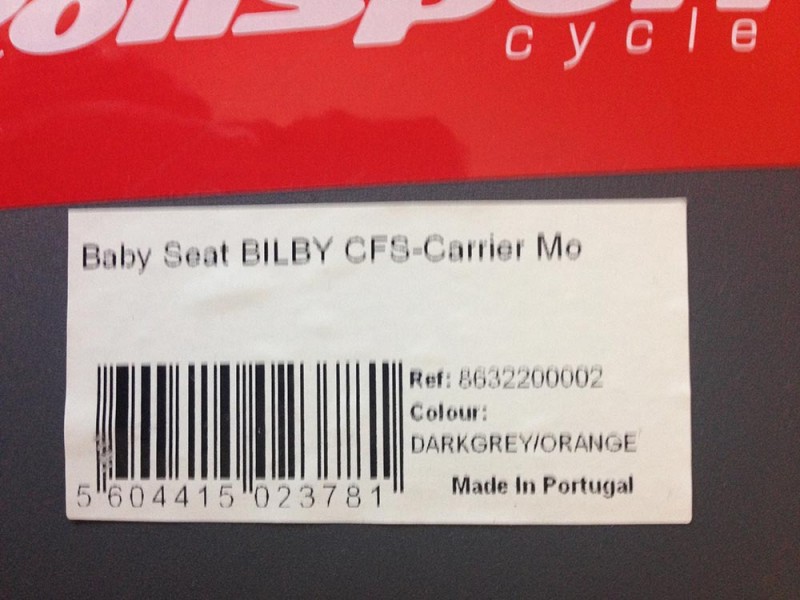 cycle
Baby Seat BILBY CFS-Carrier Mo
Ref: 8632200002
Colour:
DARKGREY/ORANGE
Made In Portugal
5 604415 023781